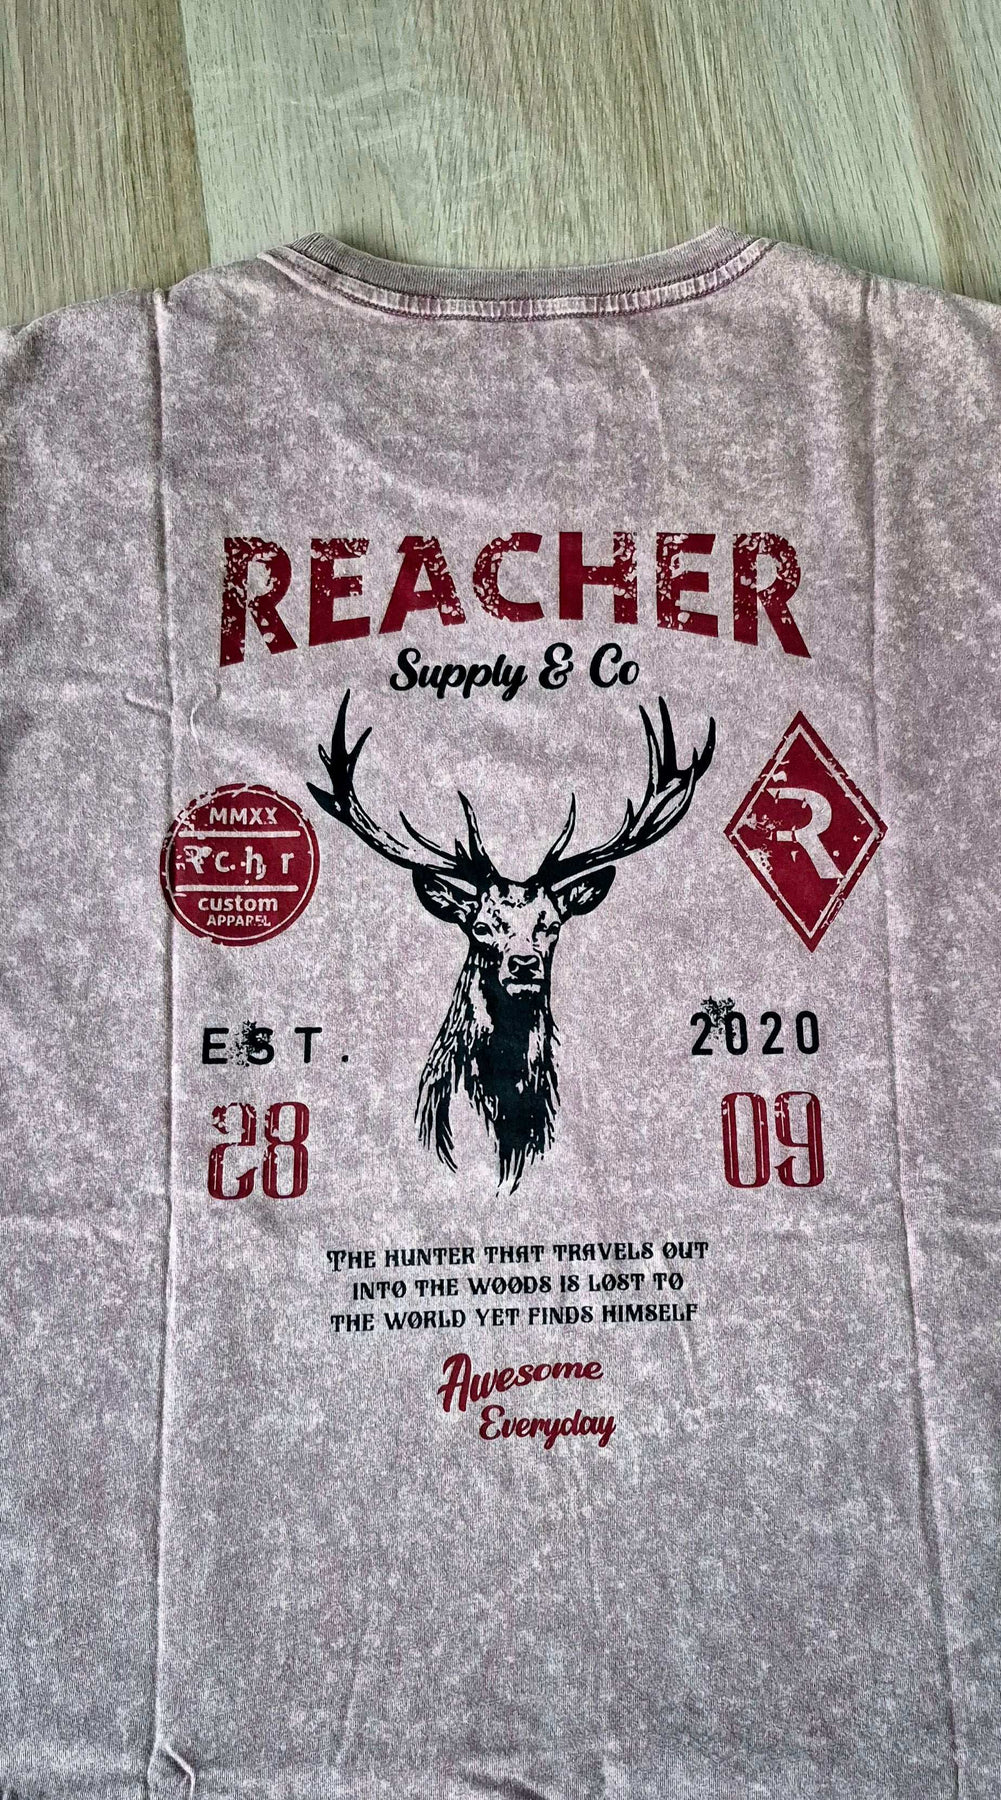 REACHER
Supply & Co
MMXX
Rchr
custom
APPAREL
R
EST.
2020
28
09
THE HUNTER THAT TRAVELS OUT
INTO THE WOODS IS LOST TO
THE WORLD YET FINDS HIMSELF
Awesome
Everyday